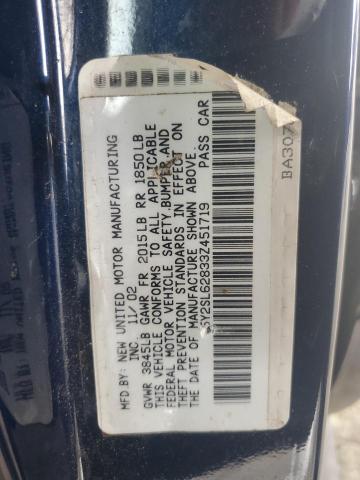 MFD.BY: NEW UNITED MOTOR MANUFACTURING
INC. 11/02
GVWR 3845LB GAWR FR 2015LB RR 1850LB
THIS VEHICLE CONFORMS TO ALL APPLICABLE
FEDERAL MOTOR VEHICLE SAFETY,BUMPER,AND
THEFT PREVENTION STANDARDS IN EFFECT ON
THE DATE OF MANUFACTURE SHOWN ABOVE.
5Y2SL62833Z451719 PASS CAR
BA307